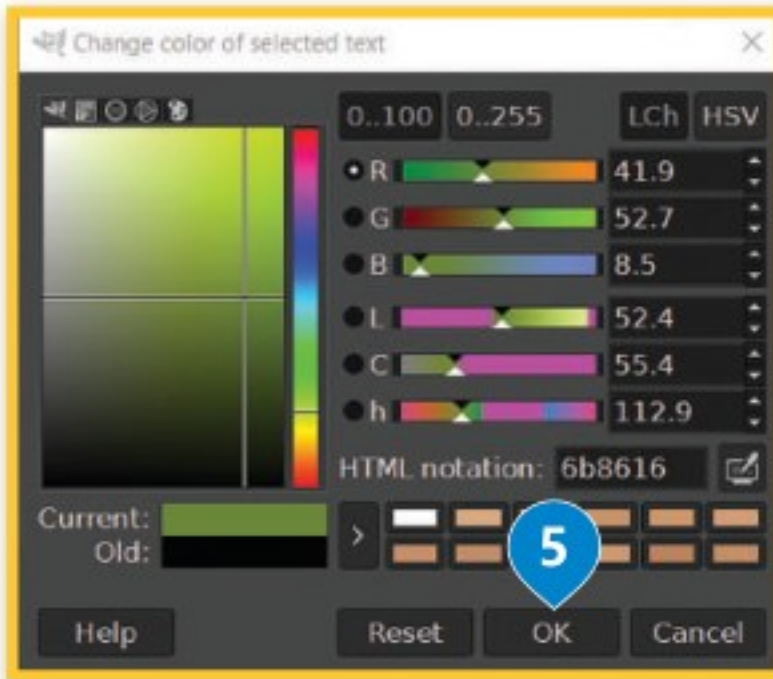 Change color of selected text
0..100 0..255 LCh HSV
R 41.9
G 52.7
B 8.5
L 52.4
C 55.4
h 112.9
HTML notation: 6b8616
Current:
Old:
>
5
Help Reset OK Cancel